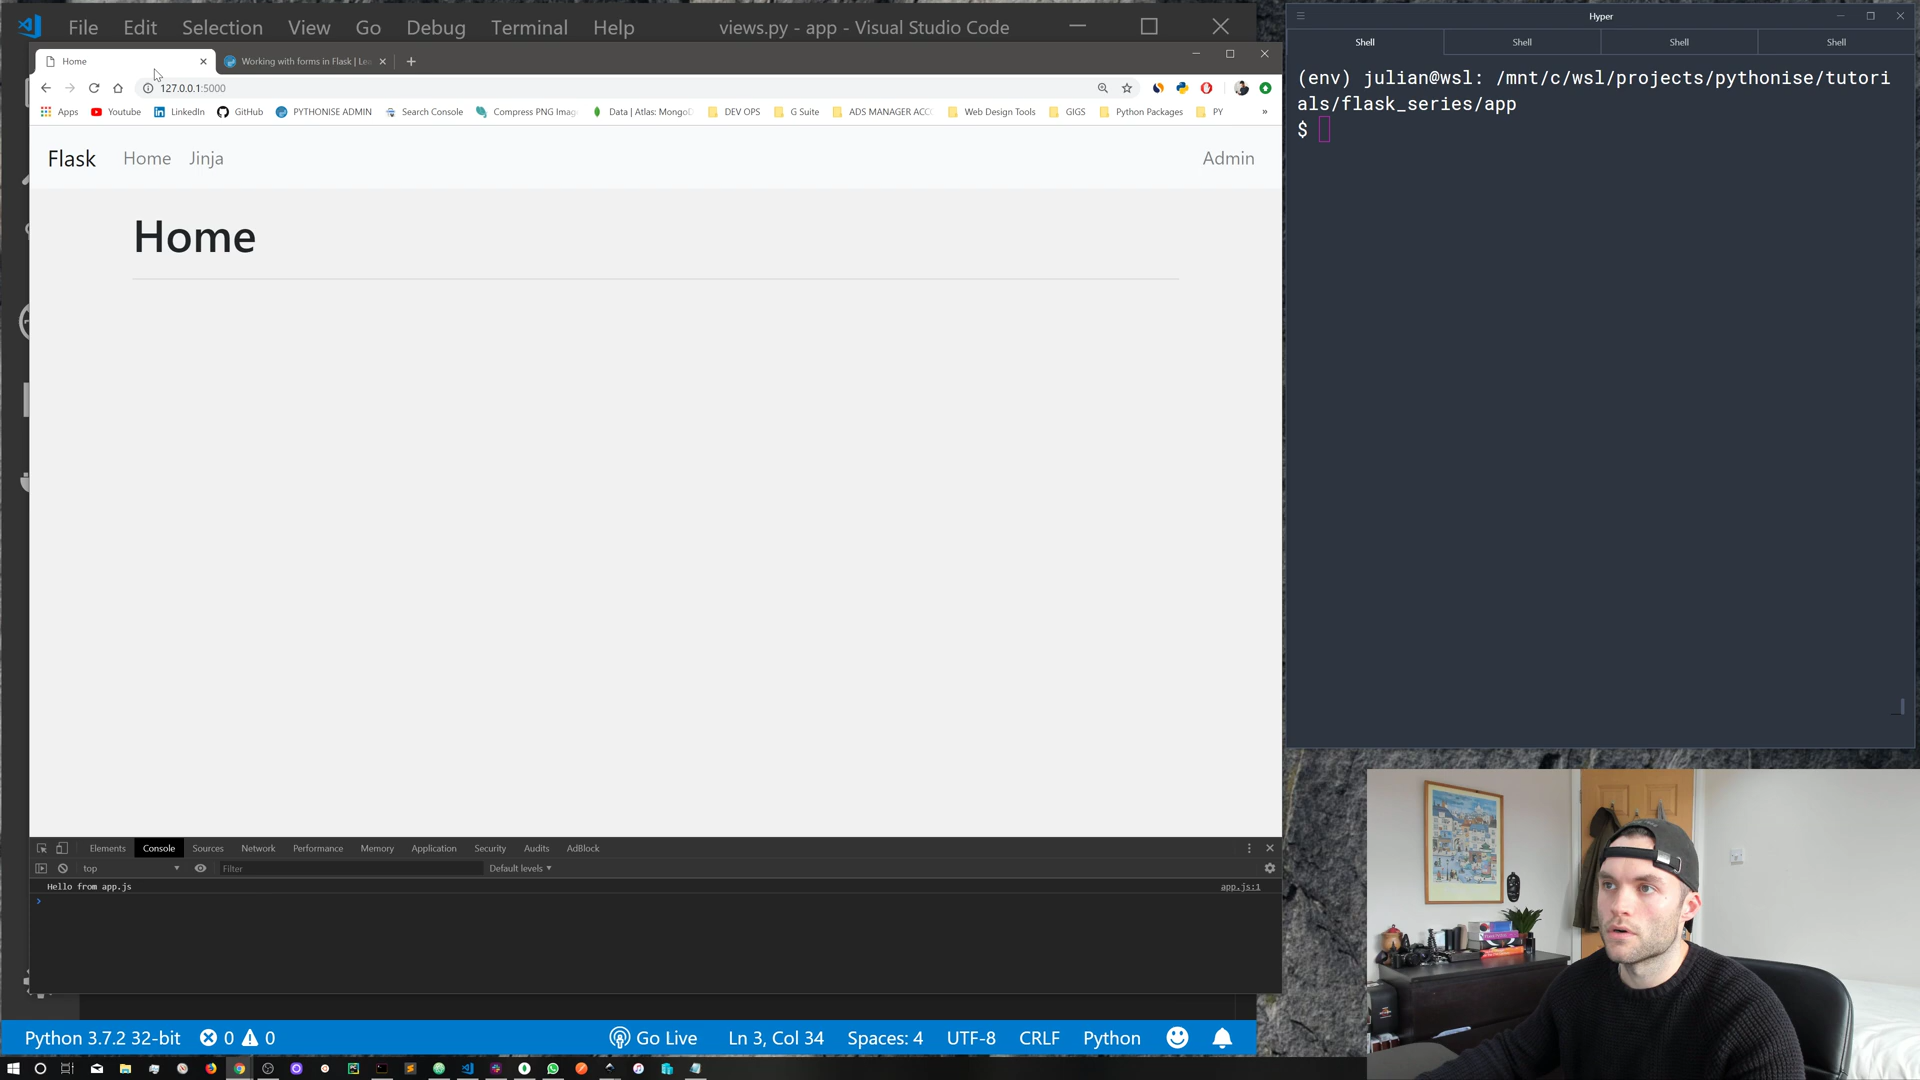 File Edit Selection View Go Debug Terminal Help views.py - app - Visual Studio Code
Home
Working with forms in Flask | Le
127.0.0.1:5000
Apps Youtube LinkedIn GitHub PYTHONISE ADMIN Search Console Compress PNG Imag Data | Atlas: Mongo DEV OPS G Suite ADS MANAGER ACC Web Design Tools GIGS Python Packages PY »
Flask Home Jinja Admin
Home
Elements Console Sources Network Performance Memory Application Security Audits AdBlock
top Filter Default levels
Hello from app.js app.js:1
>
Python 3.7.2 32-bit 0 0 Go Live Ln 3, Col 34 Spaces: 4 UTF-8 CRLF Python
Hyper
Shell Shell Shell Shell
(env) julian@wsl: /mnt/c/wsl/projects/pythonise/tutori
als/flask_series/app
$